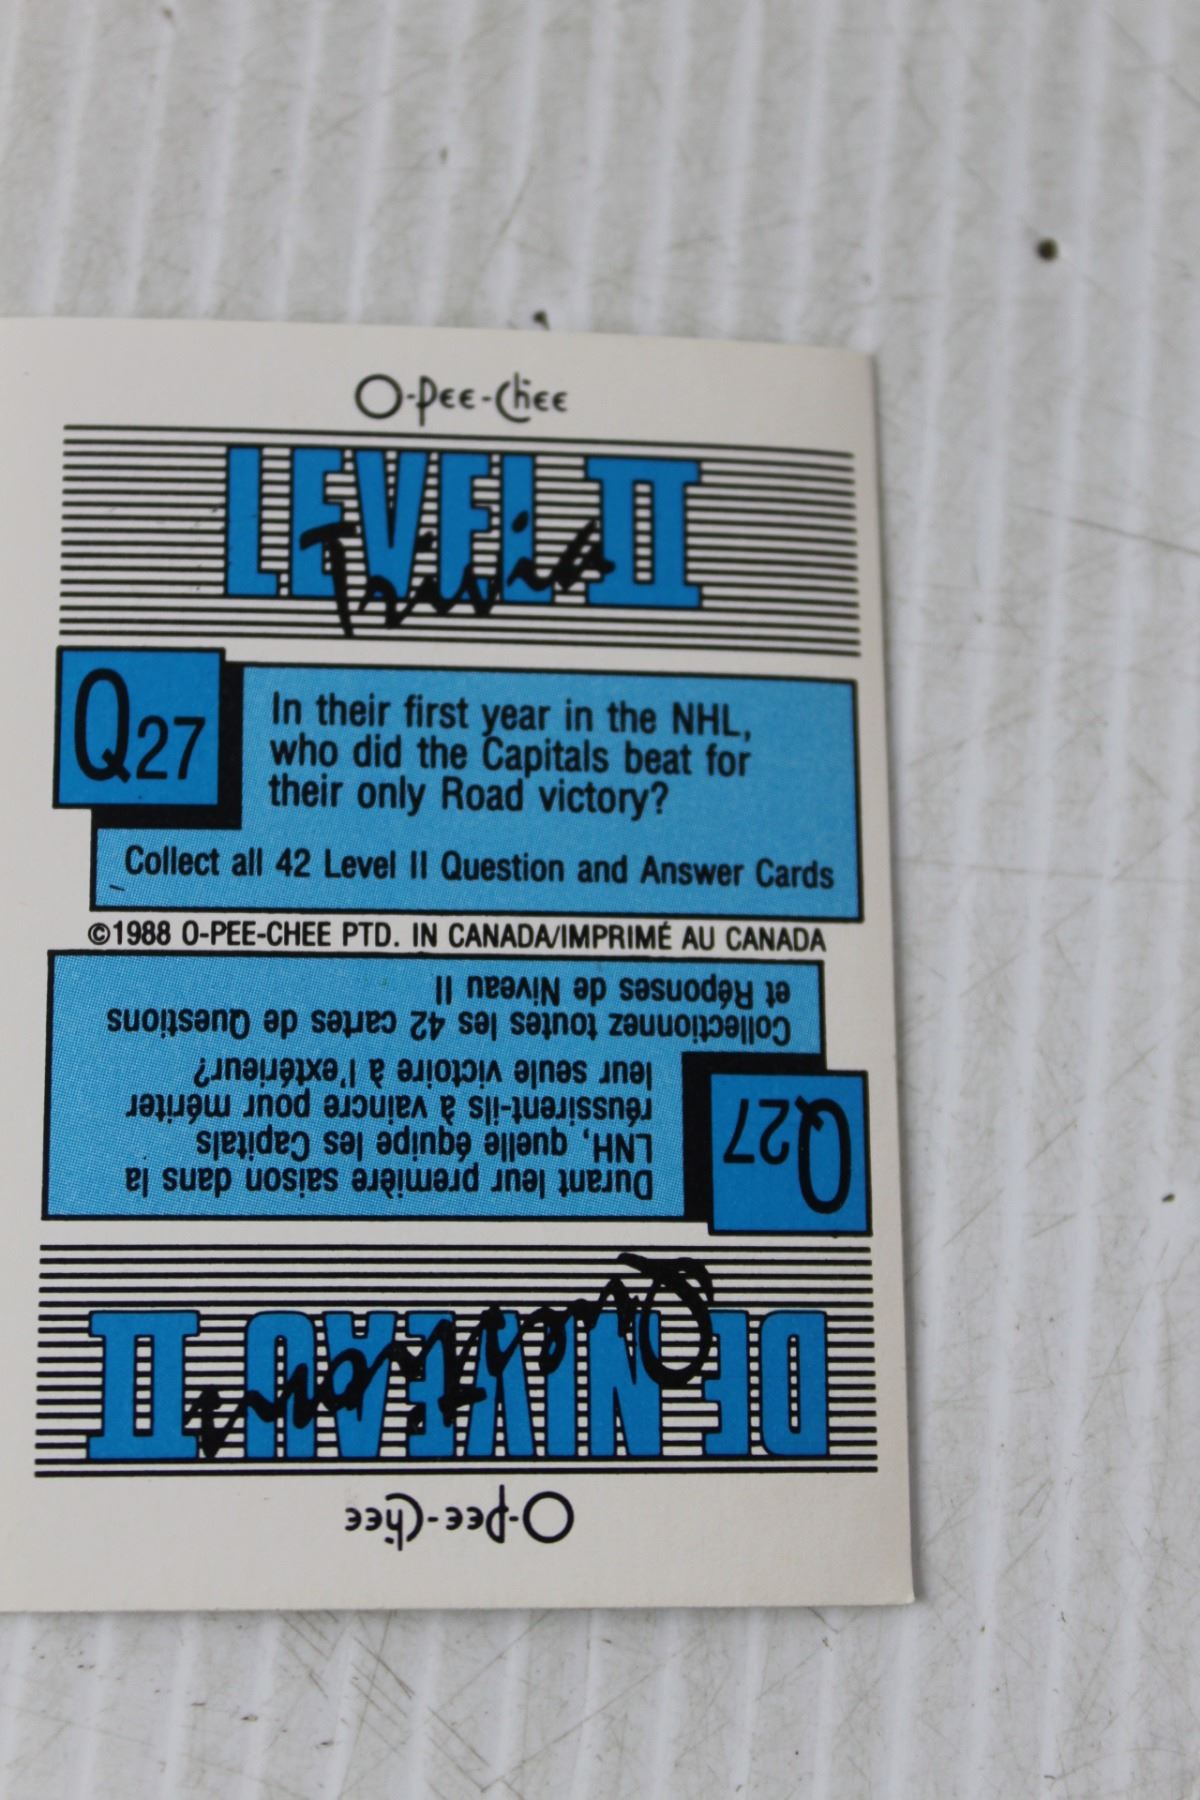 O-Pee-Chee
LEVEL II
Trivia
Q27
In their first year in the NHL,
who did the Capitals beat for
their only Road victory?
Collect all 42 Level II Question and Answer Cards
©1988 O-PEE-CHEE PTD. IN CANADA/IMPRIMÉ AU CANADA
O-Pee-Chee
DE NIVEAU II
Question
Q27
Durant leur première saison dans la
LNH, quelle équipe les Capitals
réussirent-ils à vaincre pour mériter
leur seule victoire à l'extérieur?
Collectionnez toutes les 42 cartes de Questions
et Réponses de Niveau II